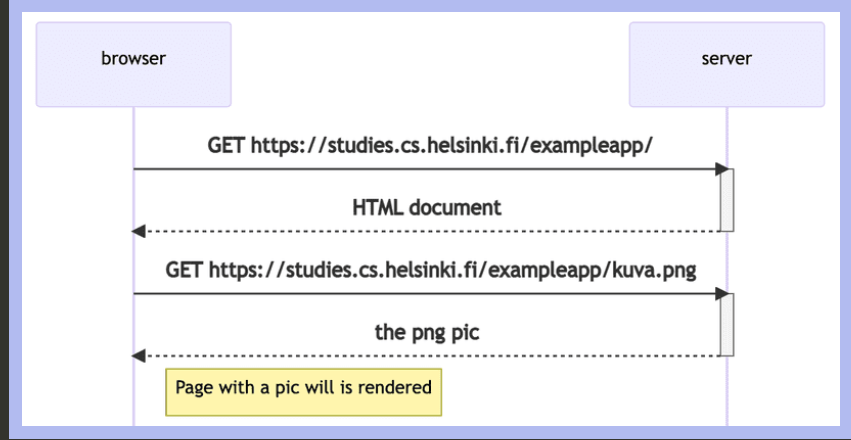 browser
server
GET https://studies.cs.helsinki.fi/exampleapp/
HTML document
GET https://studies.cs.helsinki.fi/exampleapp/kuva.png
the png pic
Page with a pic will is rendered